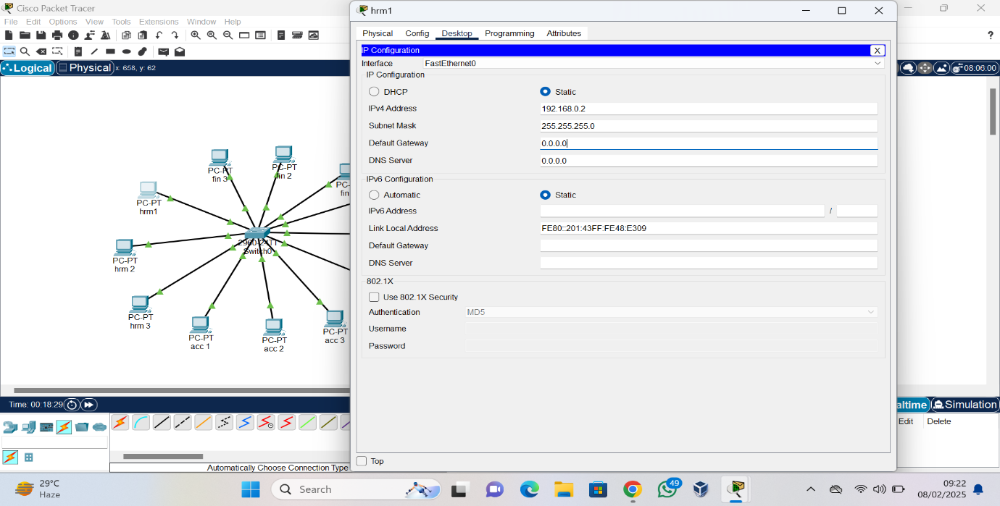 Cisco Packet Tracer
File Edit Options View Tools Extensions Window Help
?
Logical Physical x: 658, y: 62
08:06:00
PC-PT
fin 3
PC-PT
fin 2
PC-
fin
PC-PT
hrm1
2960-24TT
Switch0
PC-PT
hrm 2
PC-PT
hrm 3
PC-PT
acc 1
PC-PT
acc 2
PC-PT
acc 3
hrm1
Physical Config Desktop Programming Attributes
IP Configuration X
Interface FastEthernet0
IP Configuration
DHCP Static
IPv4 Address 192.168.0.2
Subnet Mask 255.255.255.0
Default Gateway 0.0.0.0
DNS Server 0.0.0.0
IPv6 Configuration
Automatic Static
IPv6 Address /
Link Local Address FE80::201:43FF:FE48:E309
Default Gateway
DNS Server
802.1X
Use 802.1X Security
Authentication MD5
Username
Password
Top
Time: 00:18:29
altime Simulation
Edit Delete
Automatically Choose Connection Type
29°C
Haze
Search
49
09:22
08/02/2025